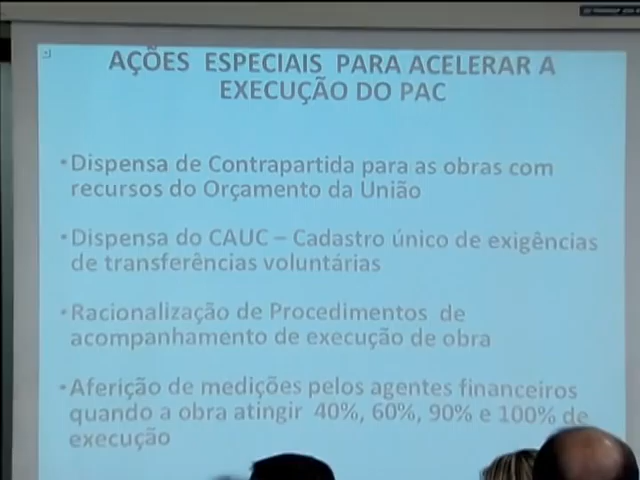 AÇÕES ESPECIAIS PARA ACELERAR A
EXECUÇÃO DO PAC
• Dispensa de Contrapartida para as obras com
recursos do Orçamento da União
• Dispensa do CAUC – Cadastro único de exigências
de transferências voluntárias
• Racionalização de Procedimentos de
acompanhamento de execução de obra
• Aferição de medições pelos agentes financeiros
quando a obra atingir 40%, 60%, 90% e 100% de
execução